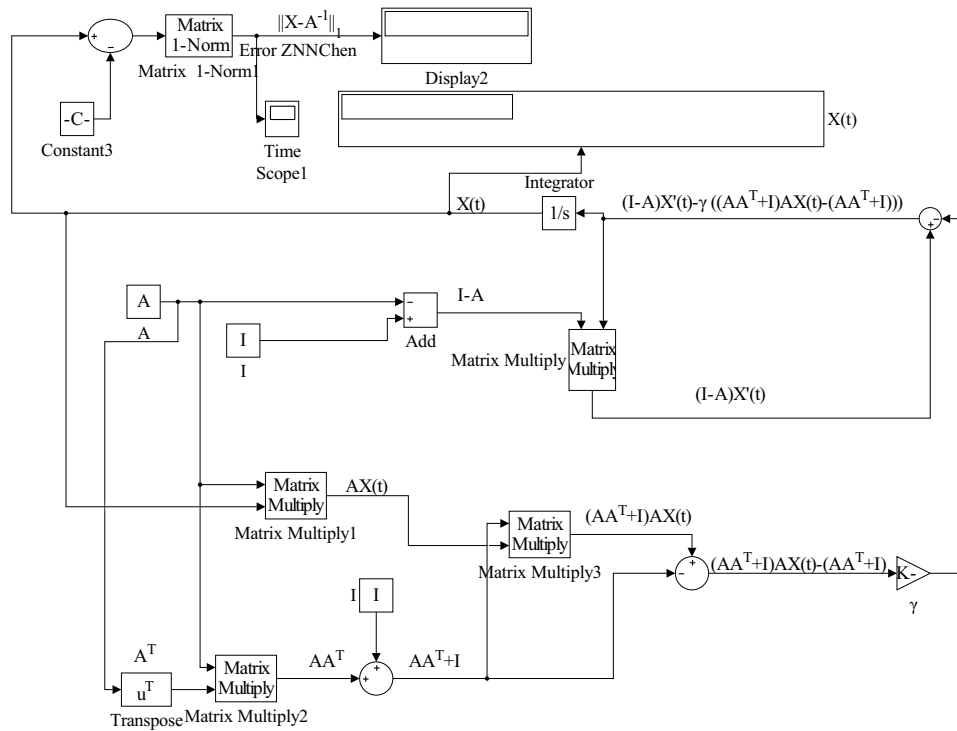 ||X-A^-1||_1
Matrix
1-Norm
Error ZNNChen
Matrix 1-Norm1
Display2
-C-
Constant3
Time
Scope1
X(t)
Integrator
X(t)
1/s
(I-A)X'(t)-γ ((AA^T+I)AX(t)-(AA^T+I)))
A
A
I
I
I-A
Add
Matrix Multiply
Matrix
Multiply
(I-A)X'(t)
Matrix
Multiply
AX(t)
Matrix Multiply1
Matrix
Multiply
(AA^T+I)AX(t)
Matrix Multiply3
(AA^T+I)AX(t)-(AA^T+I)
K-
γ
I
I
A^T
u^T
Transpose
Matrix
Multiply
Matrix Multiply2
AA^T
AA^T+I